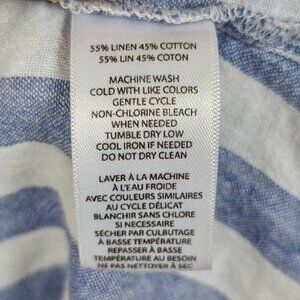 55% LINEN 45% COTTON
55% LIN 45% COTON
MACHINE WASH
COLD WITH LIKE COLORS
GENTLE CYCLE
NON-CHLORINE BLEACH
WHEN NEEDED
TUMBLE DRY LOW
COOL IRON IF NEEDED
DO NOT DRY CLEAN
LAVER À LA MACHINE
À L'EAU FROIDE
AVEC COULEURS SIMILAIRES
AU CYCLE DÉLICAT
BLANCHIR SANS CHLORE
SI NECESSAIRE
SÉCHER PAR CULBUTAGE
À BASSE TEMPÉRATURE
REPASSER À BASSE
TEMPÉRATURE AU BESOIN
NE PAS NETTOYER À SEC